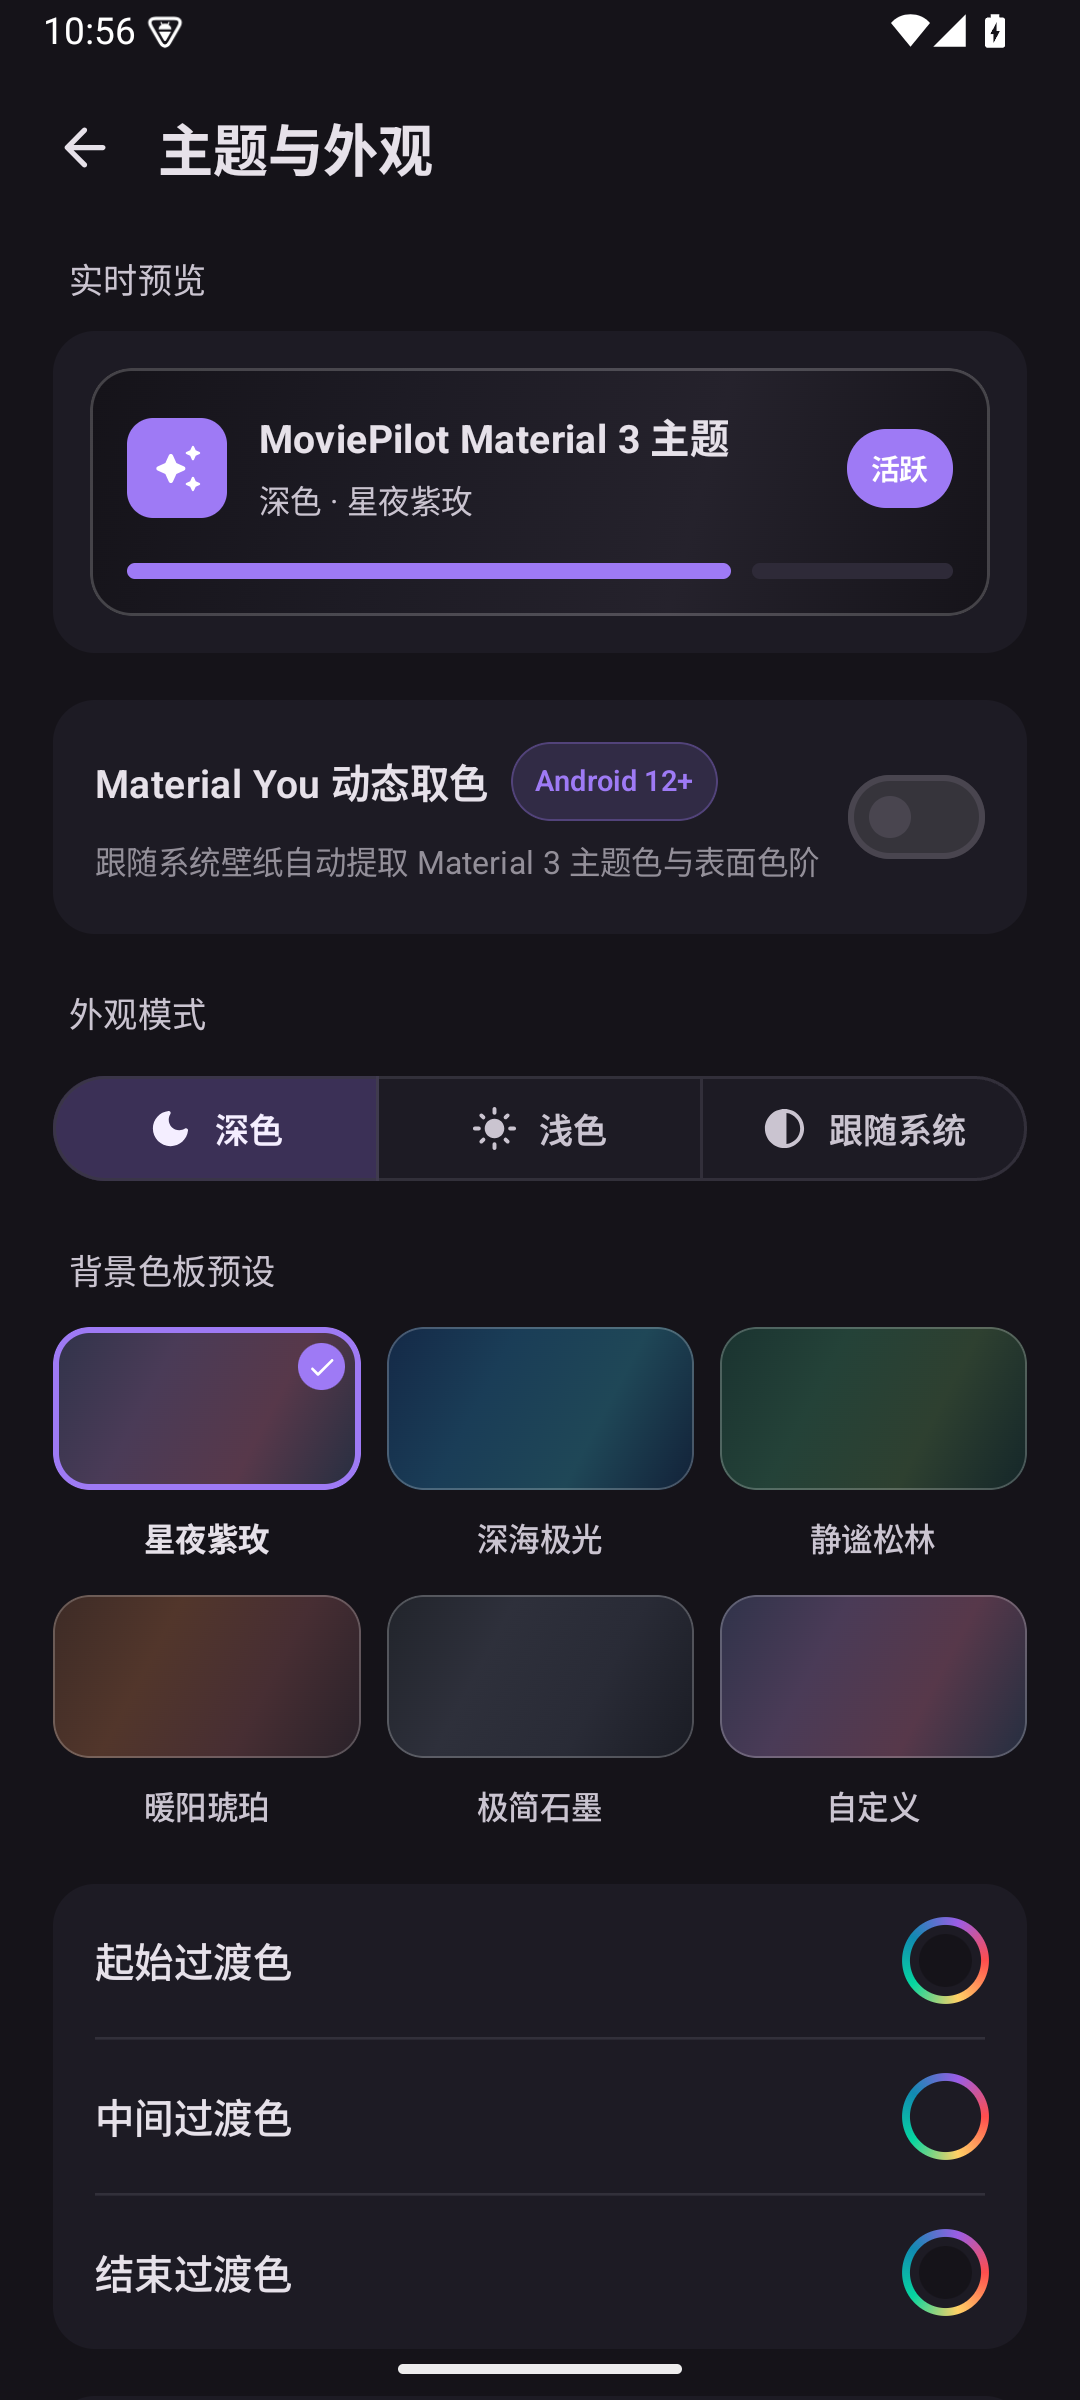 10:56
主题与外观
实时预览
MoviePilot Material 3 主题
深色 · 星夜紫玫
活跃
Material You 动态取色
Android 12+
跟随系统壁纸自动提取 Material 3 主题色与表面色阶
外观模式
深色
浅色
跟随系统
背景色板预设
星夜紫玫
深海极光
静谧松林
暖阳琥珀
极简石墨
自定义
起始过渡色
中间过渡色
结束过渡色